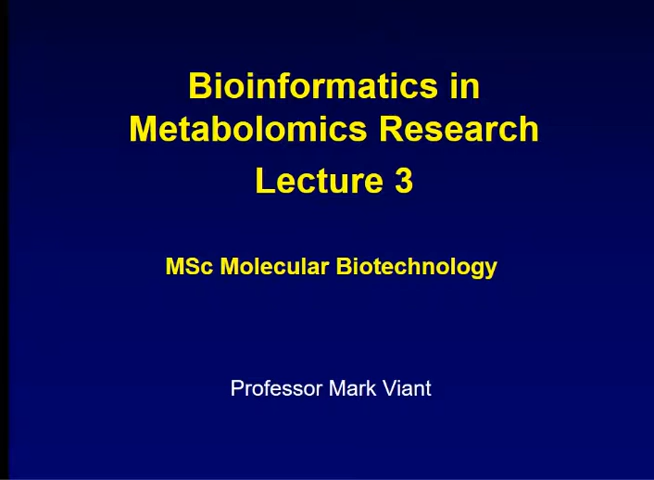 Bioinformatics in
Metabolomics Research
Lecture 3
MSc Molecular Biotechnology
Professor Mark Viant